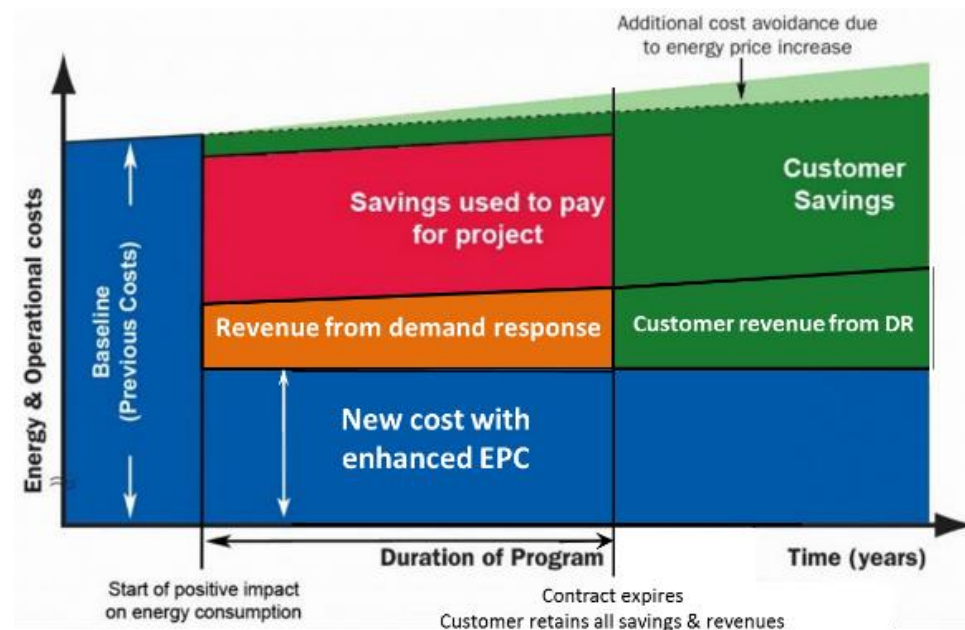 Additional cost avoidance due
to energy price increase
Energy & Operational costs
Baseline
(Previous Costs)
Savings used to pay
for project
Customer
Savings
Revenue from demand response
Customer revenue from DR
New cost with
enhanced EPC
Duration of Program
Time (years)
Start of positive impact
on energy consumption
Contract expires
Customer retains all savings & revenues